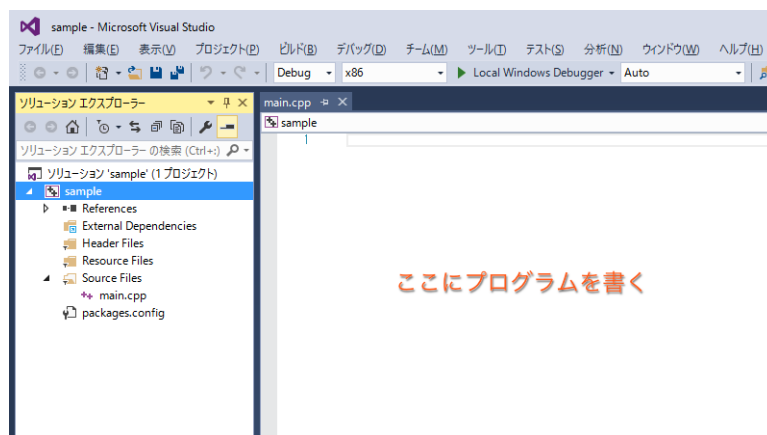 sample - Microsoft Visual Studio
ファイル(F) 編集(E) 表示(V) プロジェクト(P) ビルド(B) デバッグ(D) チーム(M) ツール(T) テスト(S) 分析(N) ウィンドウ(W) ヘルプ(H)
Debug x86 Local Windows Debugger Auto
ソリューション エクスプローラー
main.cpp
sample
ソリューション エクスプローラー の検索 (Ctrl+:)
1
ソリューション 'sample' (1 プロジェクト)
sample
References
External Dependencies
Header Files
Resource Files
Source Files
main.cpp
packages.config
ここにプログラムを書く